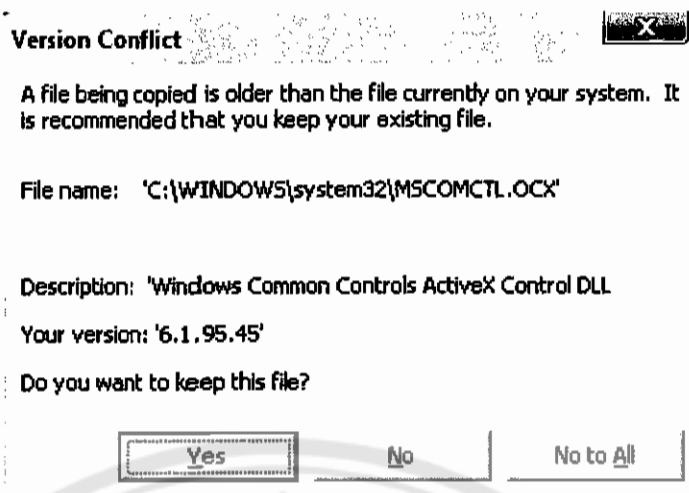 Version Conflict
A file being copied is older than the file currently on your system. It
is recommended that you keep your existing file.
File name: 'C:\WINDOWS\system32\MSCOMCTL.OCX'
Description: 'Windows Common Controls ActiveX Control DLL
Your version: '6.1.95.45'
Do you want to keep this file?
Yes No No to All